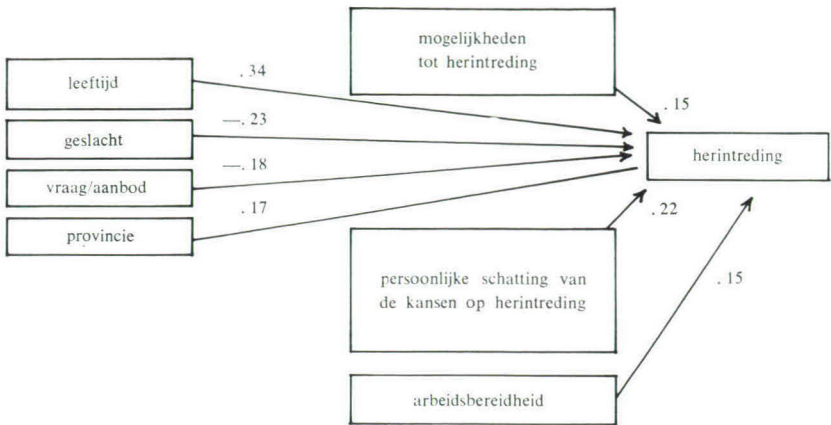 mogelijkheden
tot herintreding
leeftijd
.34
.15
geslacht
—.23
herintreding
vraag/aanbod
—.18
provincie
.17
.22
persoonlijke schatting van
de kansen op herintreding
.15
arbeidsbereidheid